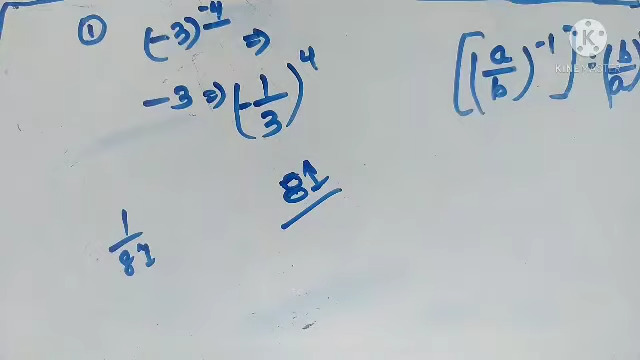 ① (-3)^-4 ⇒
-3 ⇒ (-1/3)^4
[(a/b)^-1]
(b/a)
81
1/81
KINEMASTER